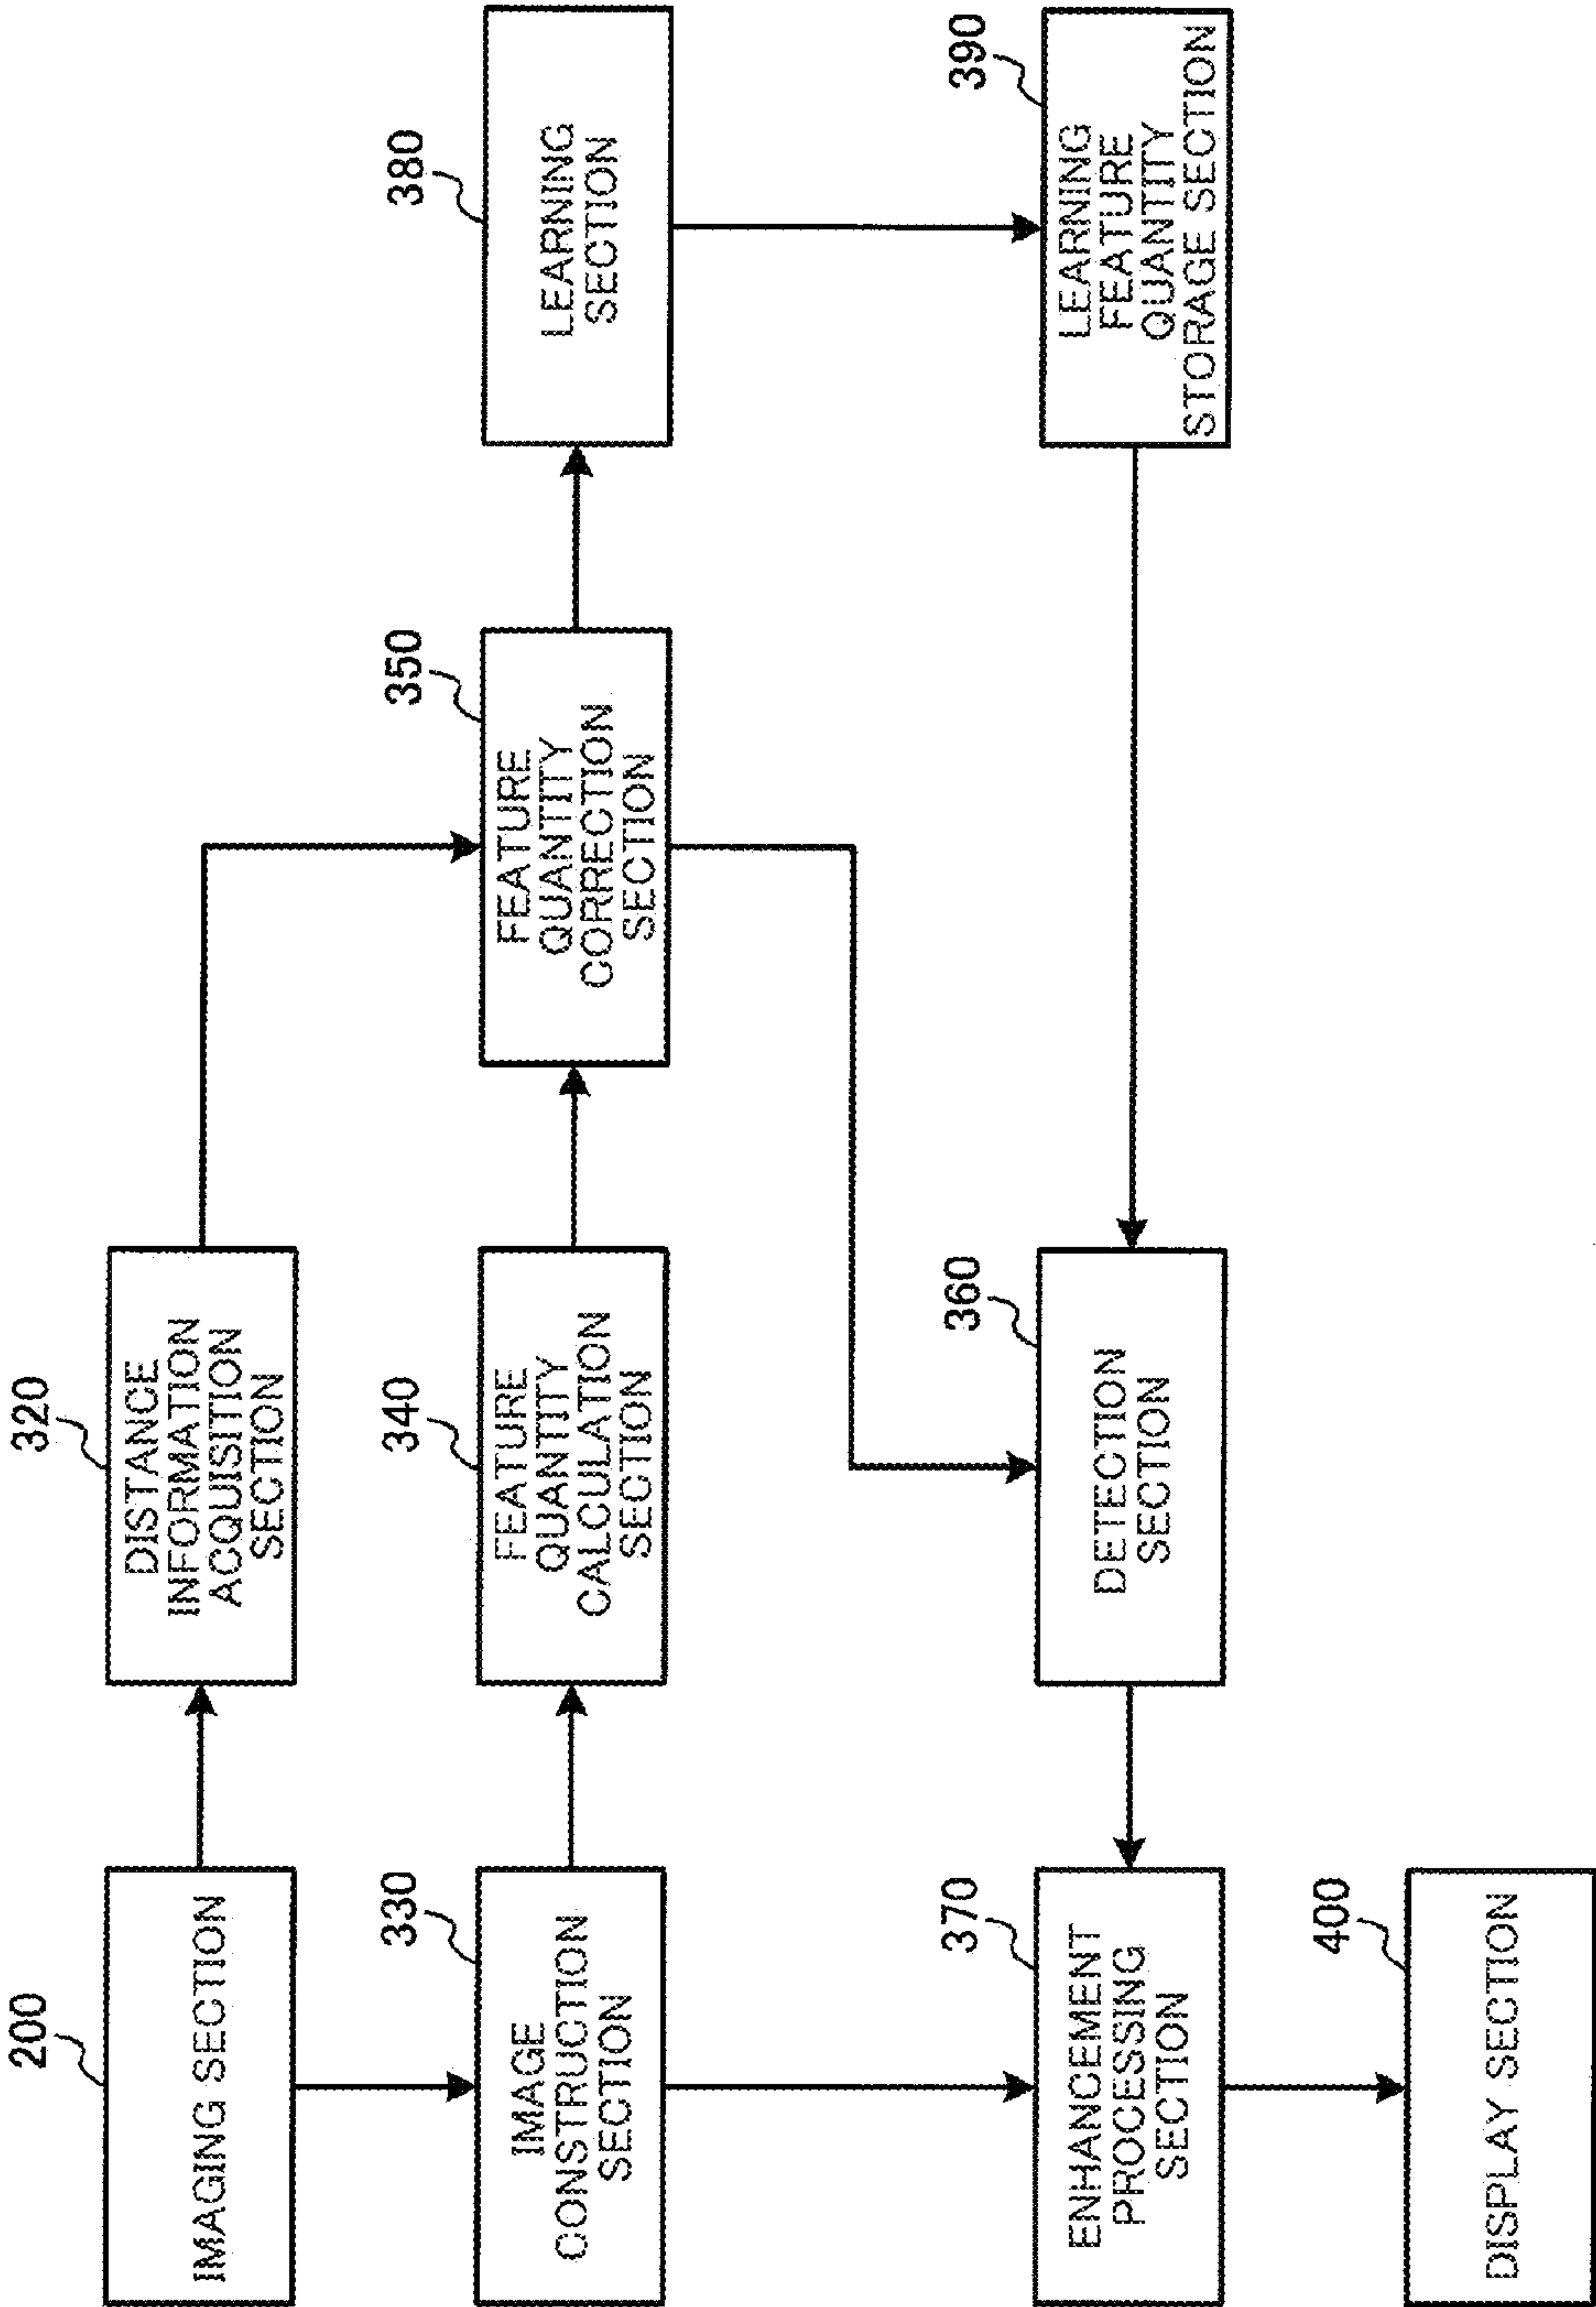 200
IMAGING SECTION
320
DISTANCE
INFORMATION
ACQUISITION
SECTION
330
IMAGE
CONSTRUCTION
SECTION
340
FEATURE
QUANTITY
CALCULATION
SECTION
350
FEATURE
QUANTITY
CORRECTION
SECTION
380
LEARNING
SECTION
370
ENHANCEMENT
PROCESSING
SECTION
360
DETECTION
SECTION
390
LEARNING
FEATURE
QUANTITY
STORAGE SECTION
400
DISPLAY SECTION